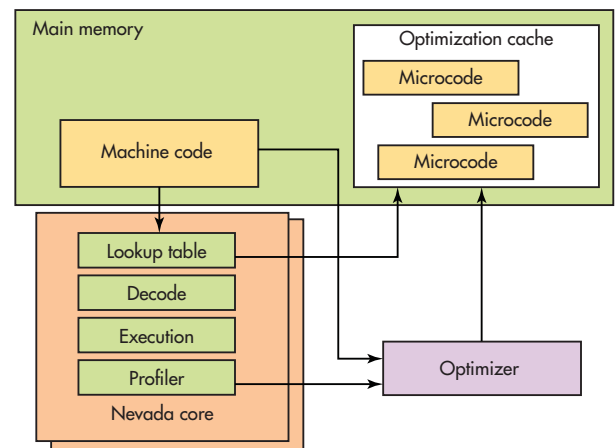 Main memory
Optimization cache
Microcode
Microcode
Microcode
Machine code
Lookup table
Decode
Execution
Profiler
Nevada core
Optimizer